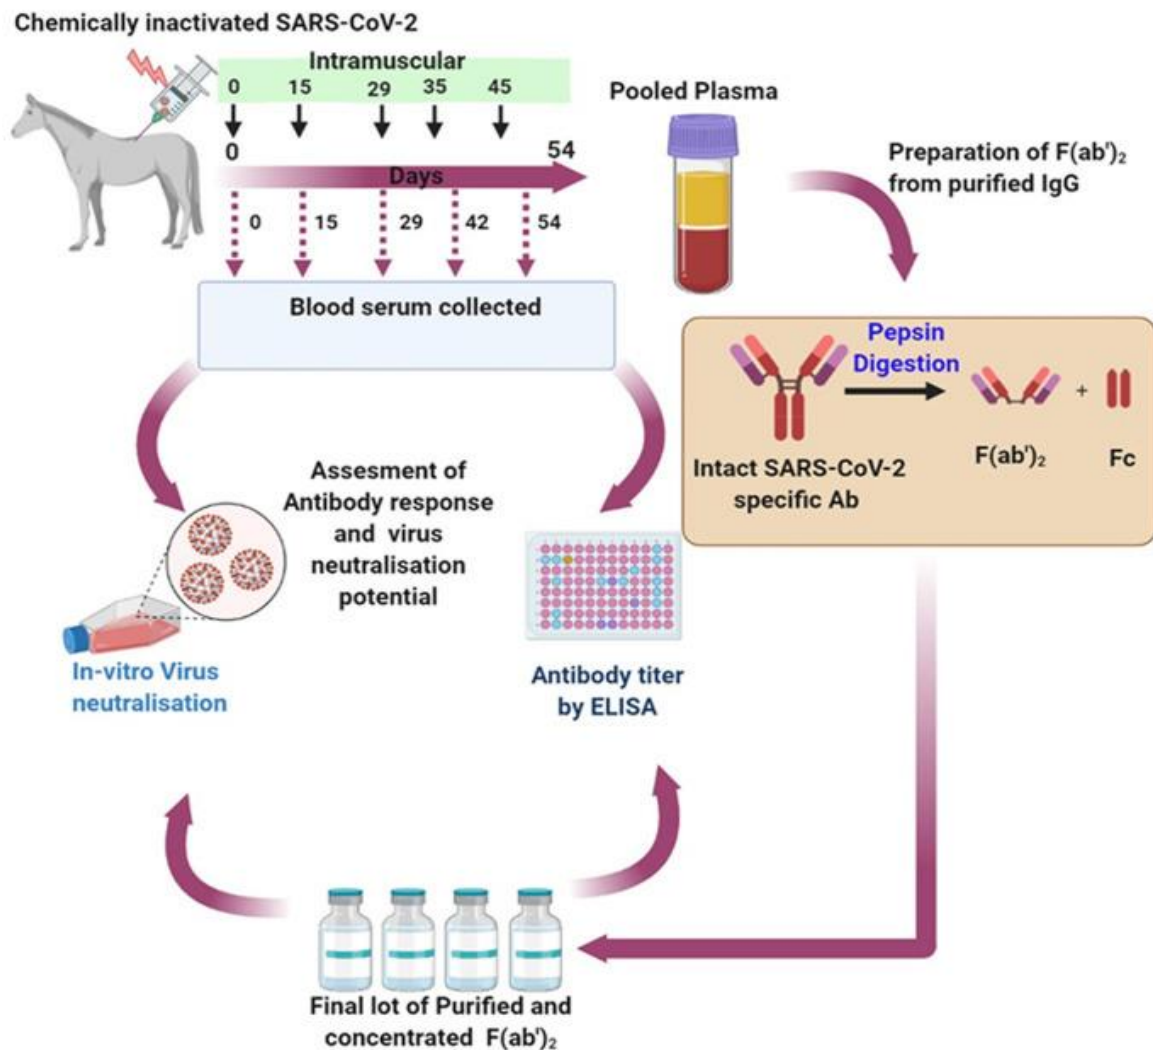 Chemically inactivated SARS-CoV-2
Intramuscular
0 15 29 35 45
0 54
Days
0 15 29 42 54
Blood serum collected
Pooled Plasma
Preparation of F(ab')₂
from purified IgG
Pepsin
Digestion
+
F(ab')₂
Fc
Intact SARS-CoV-2
specific Ab
Assesment of
Antibody response
and virus
neutralisation
potential
In-vitro Virus
neutralisation
Antibody titer
by ELISA
Final lot of Purified and
concentrated F(ab')₂